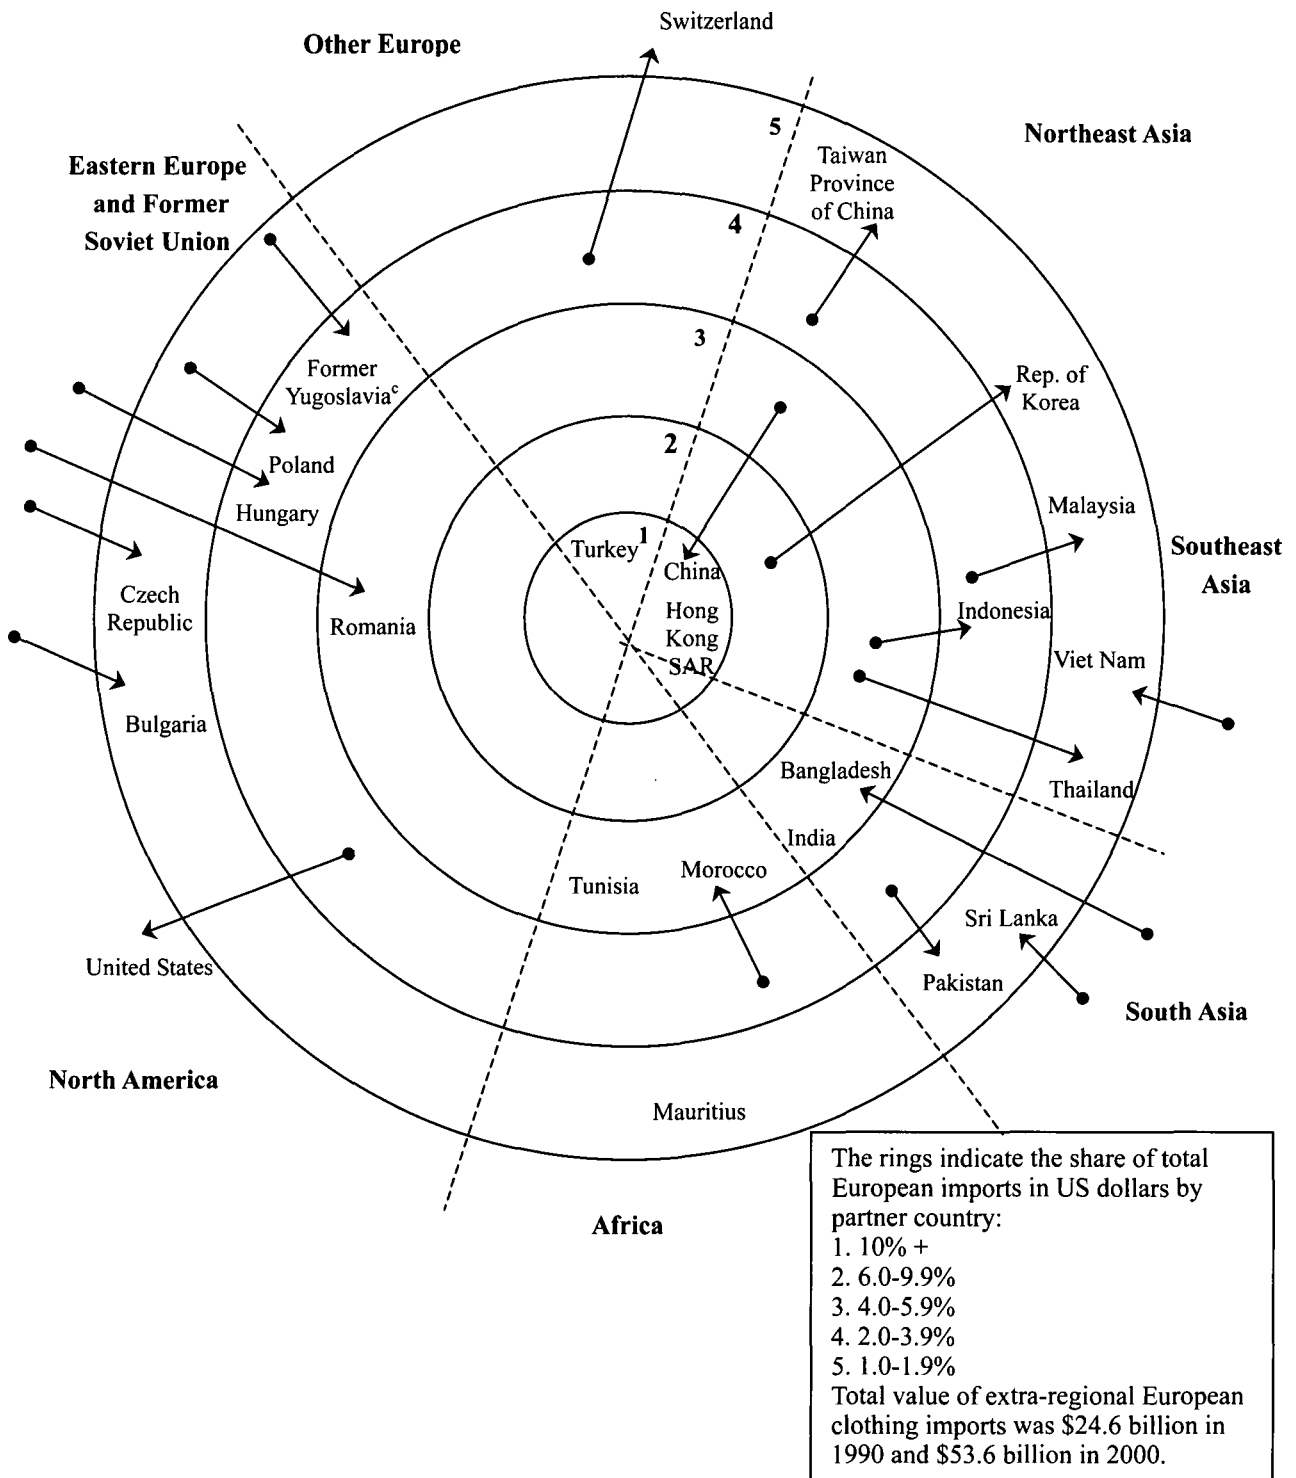 Switzerland
Other Europe
5
Northeast Asia
Taiwan
Province
of China
Eastern Europe
and Former
Soviet Union
4
3
Former
Yugoslaviaᶜ
Rep. of
Korea
2
Poland
Hungary
Malaysia
1
Turkey
China
Southeast
Asia
Czech
Republic
Romania
Hong
Kong
SAR
Indonesia
Viet Nam
Bulgaria
Bangladesh
Thailand
India
Morocco
Tunisia
Sri Lanka
United States
Pakistan
South Asia
North America
Mauritius
Africa
The rings indicate the share of total
European imports in US dollars by
partner country:
1. 10% +
2. 6.0-9.9%
3. 4.0-5.9%
4. 2.0-3.9%
5. 1.0-1.9%
Total value of extra-regional European
clothing imports was $24.6 billion in
1990 and $53.6 billion in 2000.